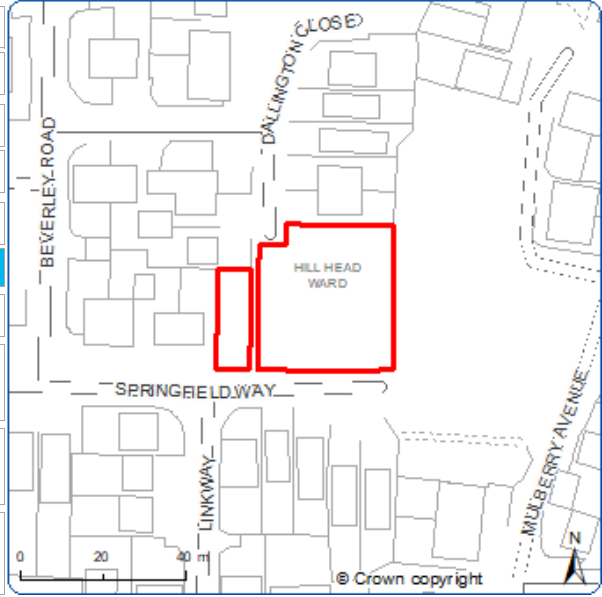 DALLINGTON CLOSE
BEVERLEY ROAD
HILL HEAD
WARD
SPRINGFIELD WAY
LINKWAY
MULBERRY AVENUE
N
0 20 40 m
© Crown copyright